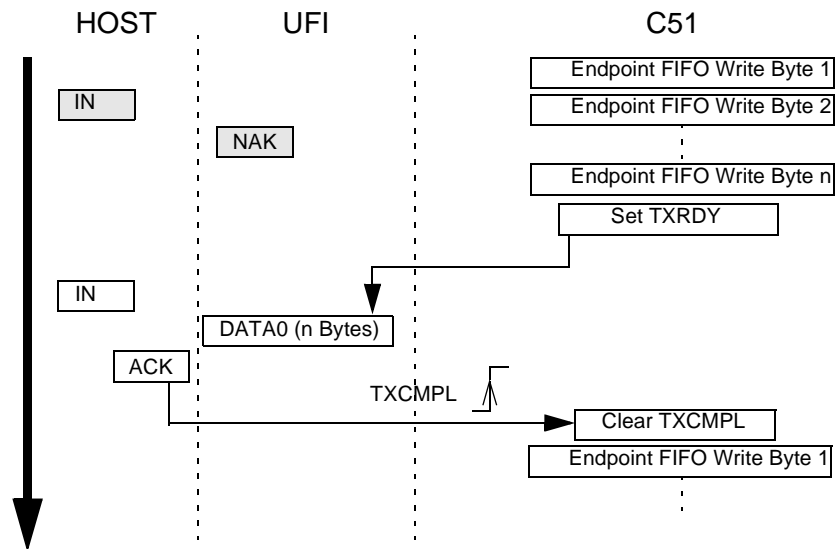 HOST UFI C51
Endpoint FIFO Write Byte 1
IN
Endpoint FIFO Write Byte 2
NAK
Endpoint FIFO Write Byte n
Set TXRDY
IN
DATA0 (n Bytes)
ACK
TXCMPL
Clear TXCMPL
Endpoint FIFO Write Byte 1